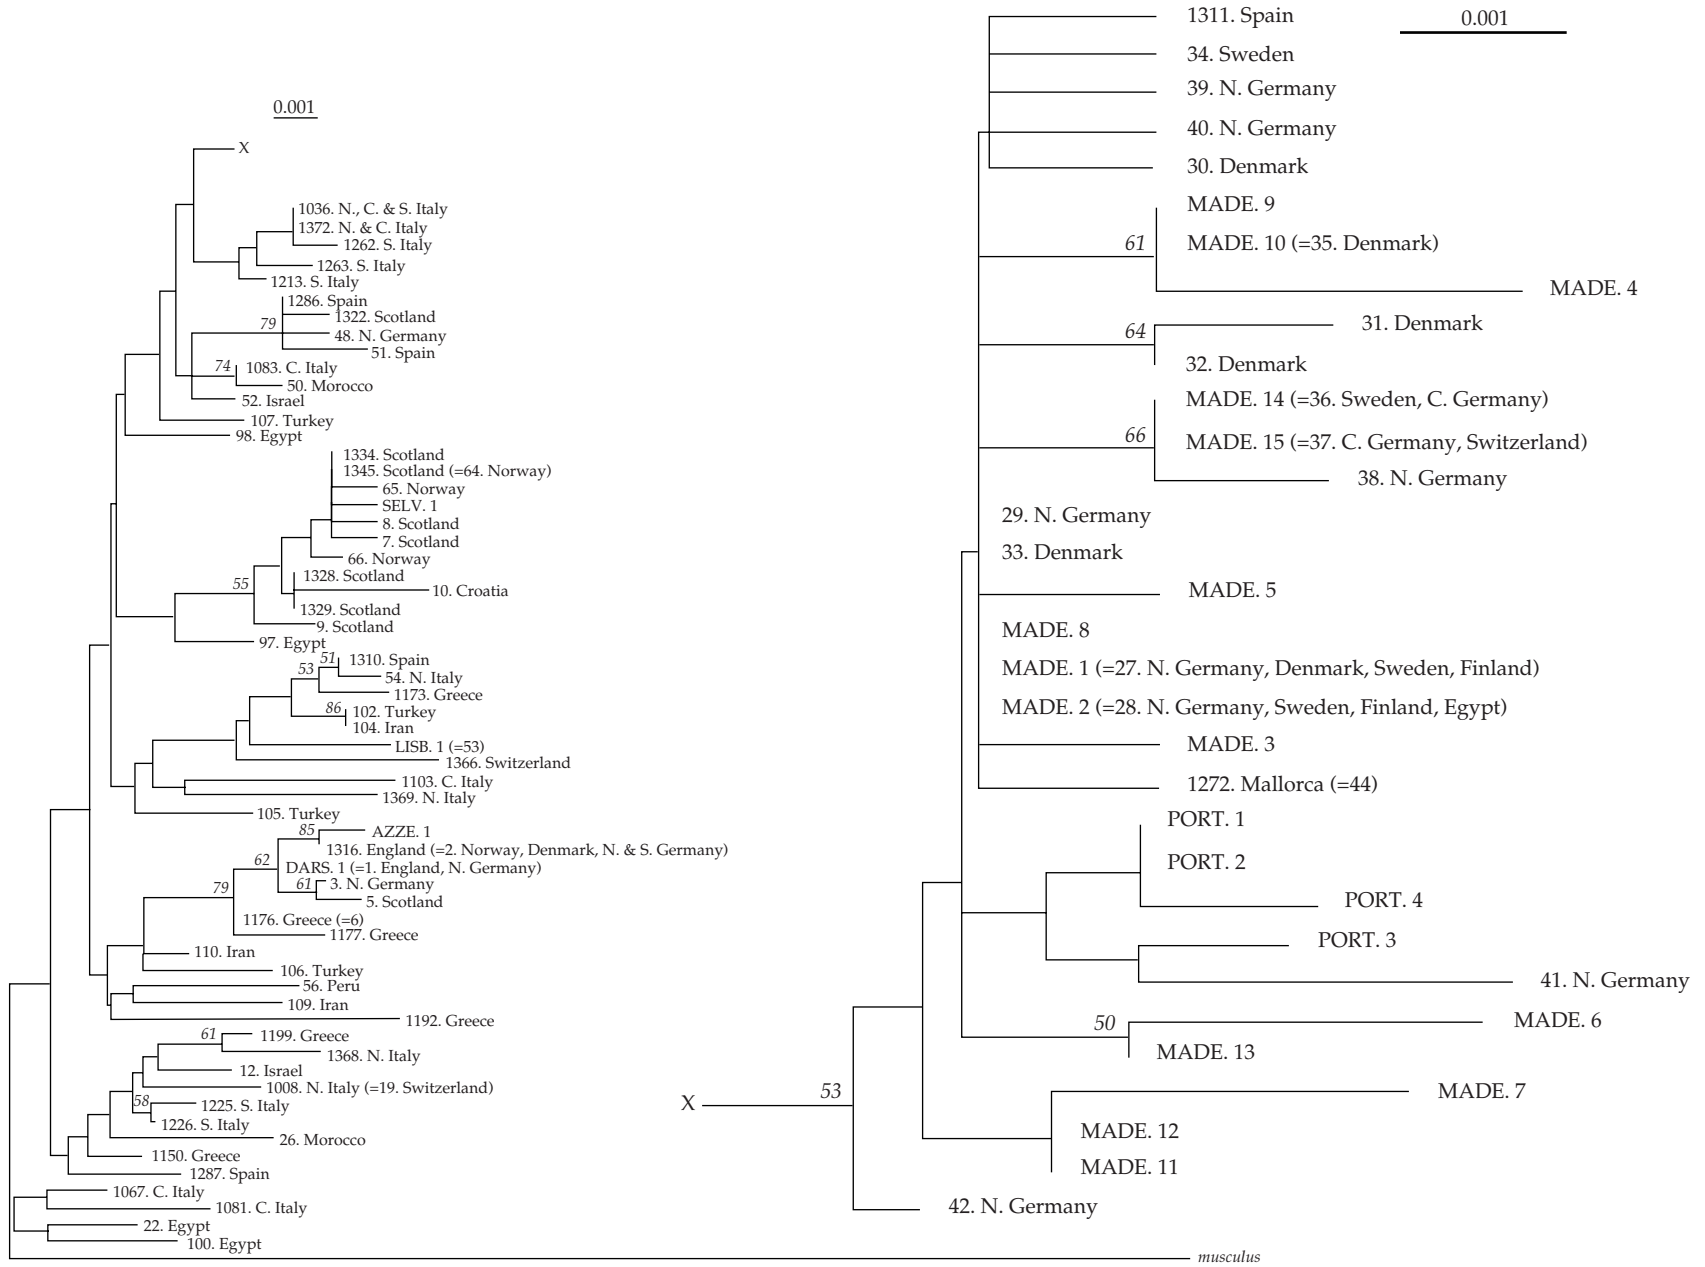 0.001
X
1036. N., C. & S. Italy
1372. N. & C. Italy
1262. S. Italy
1263. S. Italy
1213. S. Italy
1286. Spain
1322. Scotland
79
48. N. Germany
51. Spain
74
1083. C. Italy
50. Morocco
52. Israel
107. Turkey
98. Egypt
1334. Scotland
1345. Scotland (=64. Norway)
65. Norway
SELV. 1
8. Scotland
7. Scotland
66. Norway
1328. Scotland
55
10. Croatia
1329. Scotland
9. Scotland
97. Egypt
51
1310. Spain
53
54. N. Italy
1173. Greece
86
102. Turkey
104. Iran
LISB. 1 (=53)
1366. Switzerland
1103. C. Italy
1369. N. Italy
105. Turkey
85
AZZE. 1
1316. England (=2. Norway, Denmark, N. & S. Germany)
62
DARS. 1 (=1. England, N. Germany)
79
61
3. N. Germany
5. Scotland
1176. Greece (=6)
1177. Greece
110. Iran
106. Turkey
56. Peru
109. Iran
1192. Greece
61
1199. Greece
1368. N. Italy
12. Israel
1008. N. Italy (=19. Switzerland)
58
1225. S. Italy
1226. S. Italy
26. Morocco
1150. Greece
1287. Spain
1067. C. Italy
1081. C. Italy
22. Egypt
100. Egypt
musculus
0.001
1311. Spain
34. Sweden
39. N. Germany
40. N. Germany
30. Denmark
MADE. 9
61
MADE. 10 (=35. Denmark)
MADE. 4
31. Denmark
64
32. Denmark
MADE. 14 (=36. Sweden, C. Germany)
66
MADE. 15 (=37. C. Germany, Switzerland)
38. N. Germany
29. N. Germany
33. Denmark
MADE. 5
MADE. 8
MADE. 1 (=27. N. Germany, Denmark, Sweden, Finland)
MADE. 2 (=28. N. Germany, Sweden, Finland, Egypt)
MADE. 3
1272. Mallorca (=44)
PORT. 1
PORT. 2
PORT. 4
PORT. 3
41. N. Germany
50
MADE. 6
MADE. 13
X
53
MADE. 7
MADE. 12
MADE. 11
42. N. Germany